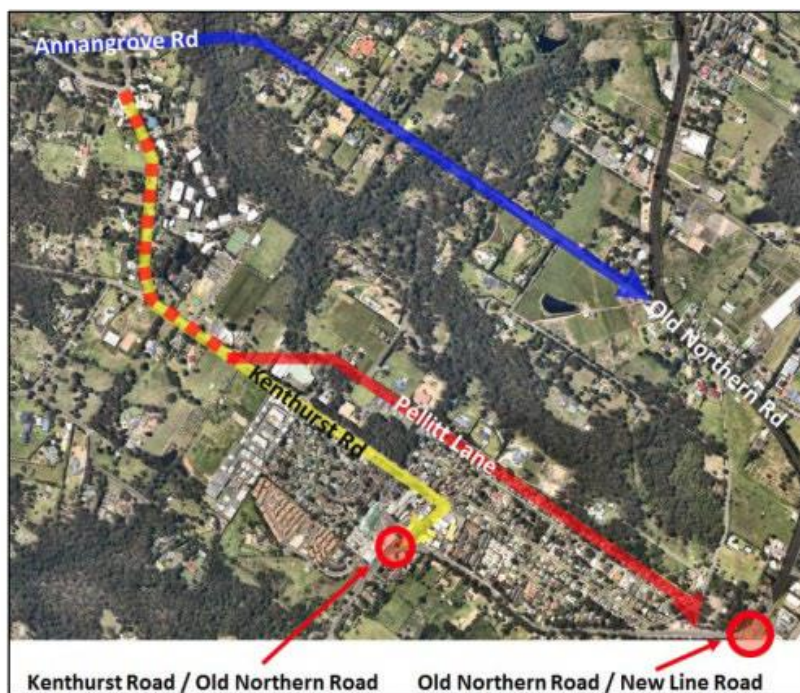 Annangrove Rd
Old Northern Rd
Kenthurst Rd
Pellitt Lane
Kenthurst Road / Old Northern Road
Old Northern Road / New Line Road